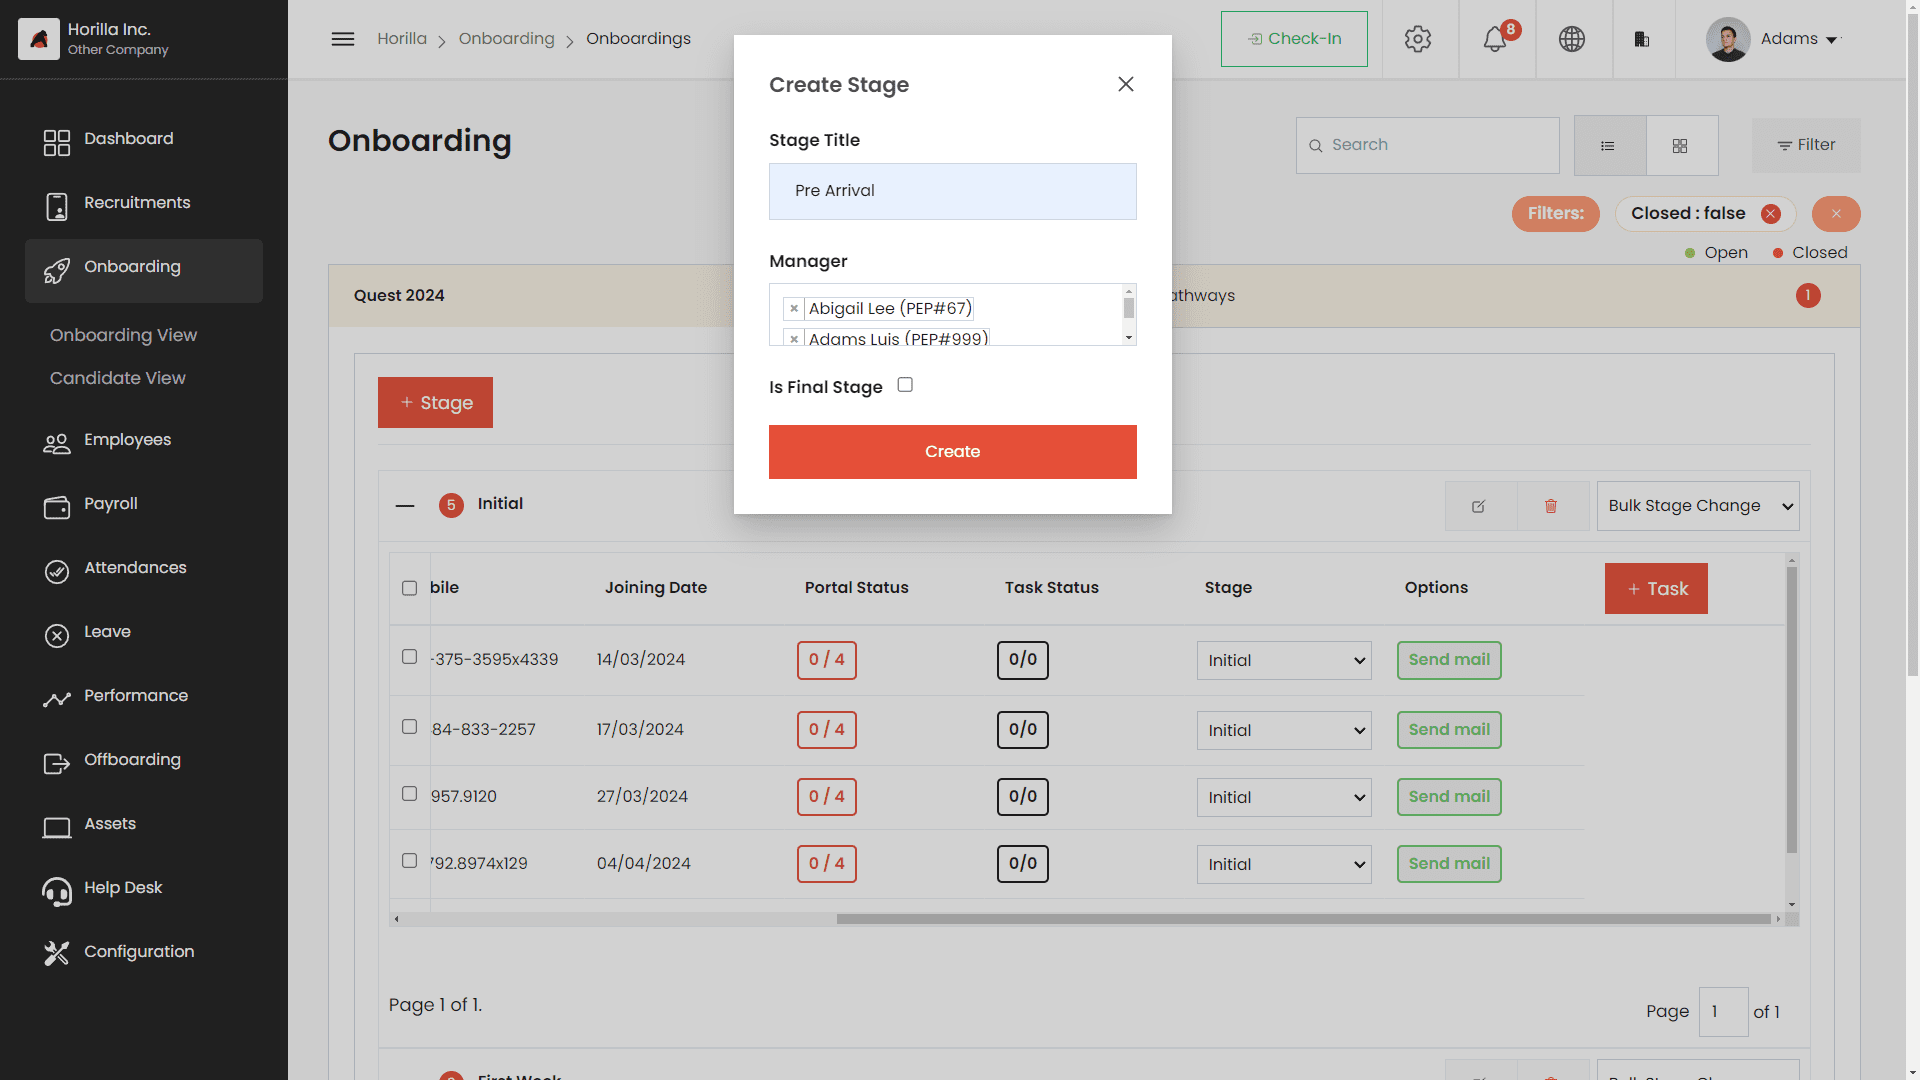 Horilla Inc.
Other Company
Horilla
Onboarding
Onboardings
Check-In
8
Adams
Dashboard
Recruitments
Onboarding
Onboarding View
Candidate View
Employees
Payroll
Attendances
Leave
Performance
Offboarding
Assets
Help Desk
Configuration
Onboarding
Search
Filter
Filters:
Closed : false
Open
Closed
Quest 2024
athways
1
Create Stage
Stage Title
Pre Arrival
Manager
× Abigail Lee (PEP#67)
× Adams Luis (PEP#999)
Is Final Stage
Create
+ Stage
5 Initial
Bulk Stage Change
bile Joining Date Portal Status Task Status Stage Options + Task
-375-3595x4339 14/03/2024 0 / 4 0/0 Initial Send mail
84-833-2257 17/03/2024 0 / 4 0/0 Initial Send mail
957.9120 27/03/2024 0 / 4 0/0 Initial Send mail
792.8974x129 04/04/2024 0 / 4 0/0 Initial Send mail
Page 1 of 1.
Page 1 of 1
First Week